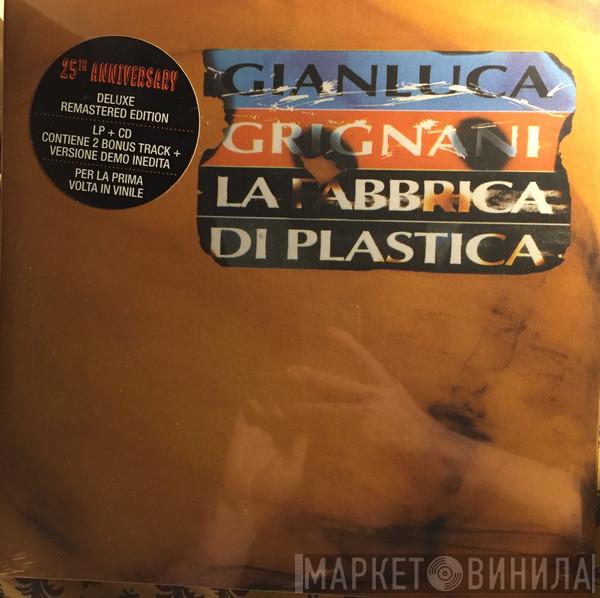 25TH ANNIVERSARY
DELUXE
REMASTERED EDITION
LP + CD
CONTIENE 2 BONUS TRACK +
VERSIONE DEMO INEDITA
PER LA PRIMA
VOLTA IN VINILE
GIANLUCA
GRIGNANI
LA FABBRICA
DI PLASTICA
МАРКЕТ ВИНИЛА